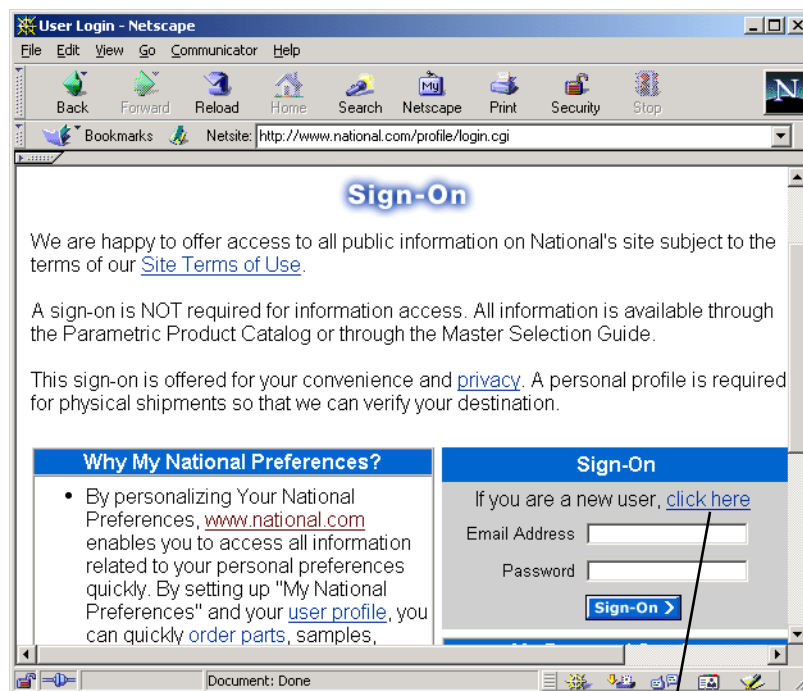 User Login - Netscape
File Edit View Go Communicator Help
Back Forward Reload Home Search Netscape Print Security Stop
My
N
Bookmarks Netsite: http://www.national.com/profile/login.cgi
Sign-On
We are happy to offer access to all public information on National's site subject to the
terms of our Site Terms of Use.
A sign-on is NOT required for information access. All information is available through
the Parametric Product Catalog or through the Master Selection Guide.
This sign-on is offered for your convenience and privacy. A personal profile is required
for physical shipments so that we can verify your destination.
Why My National Preferences?
• By personalizing Your National
Preferences, www.national.com
enables you to access all information
related to your personal preferences
quickly. By setting up "My National
Preferences" and your user profile, you
can quickly order parts, samples,
Sign-On
If you are a new user, click here
Email Address
Password
Sign-On >
Document: Done